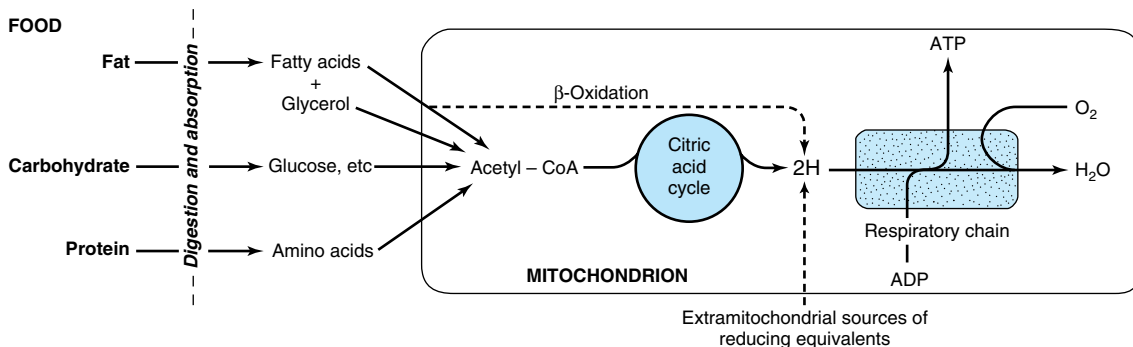 FOOD
Fat
Digestion and absorption
Fatty acids
+
Glycerol
Carbohydrate
Glucose, etc
Protein
Amino acids
β-Oxidation
Acetyl – CoA
Citric
acid
cycle
2H
ATP
O₂
H₂O
Respiratory chain
ADP
MITOCHONDRION
Extramitochondrial sources of
reducing equivalents